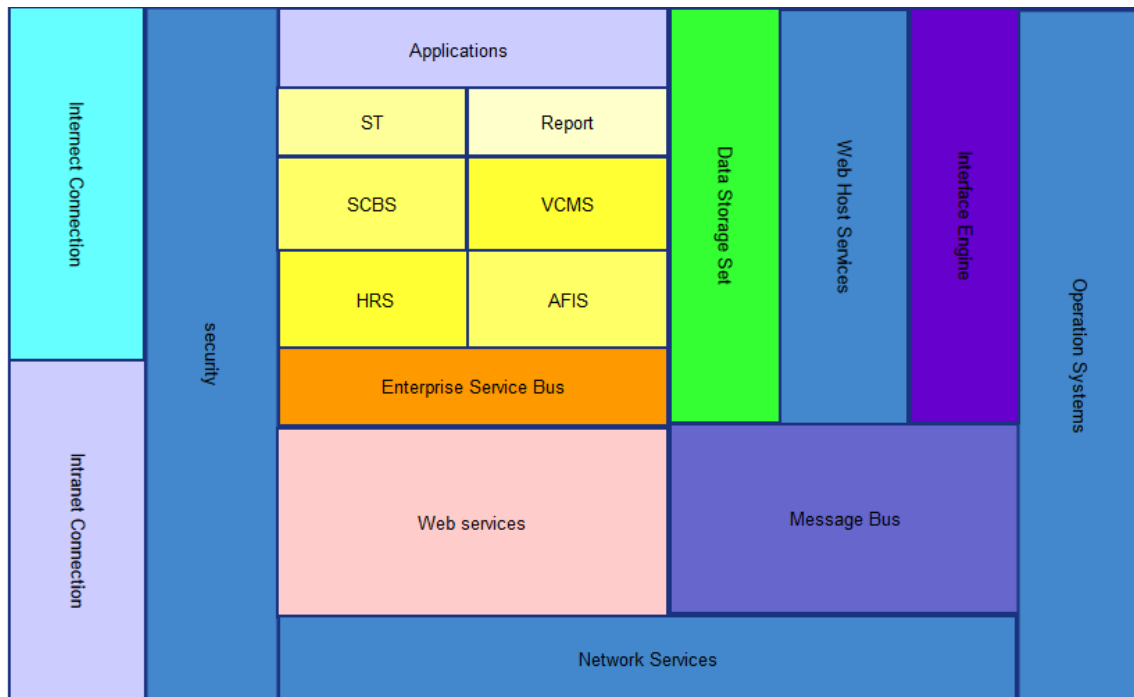 Internect Connection
Intranet Connection
security
Applications
ST
Report
SCBS
VCMS
HRS
AFIS
Enterprise Service Bus
Web services
Data Storage Set
Web Host Services
Interface Engine
Message Bus
Network Services
Operation Systems